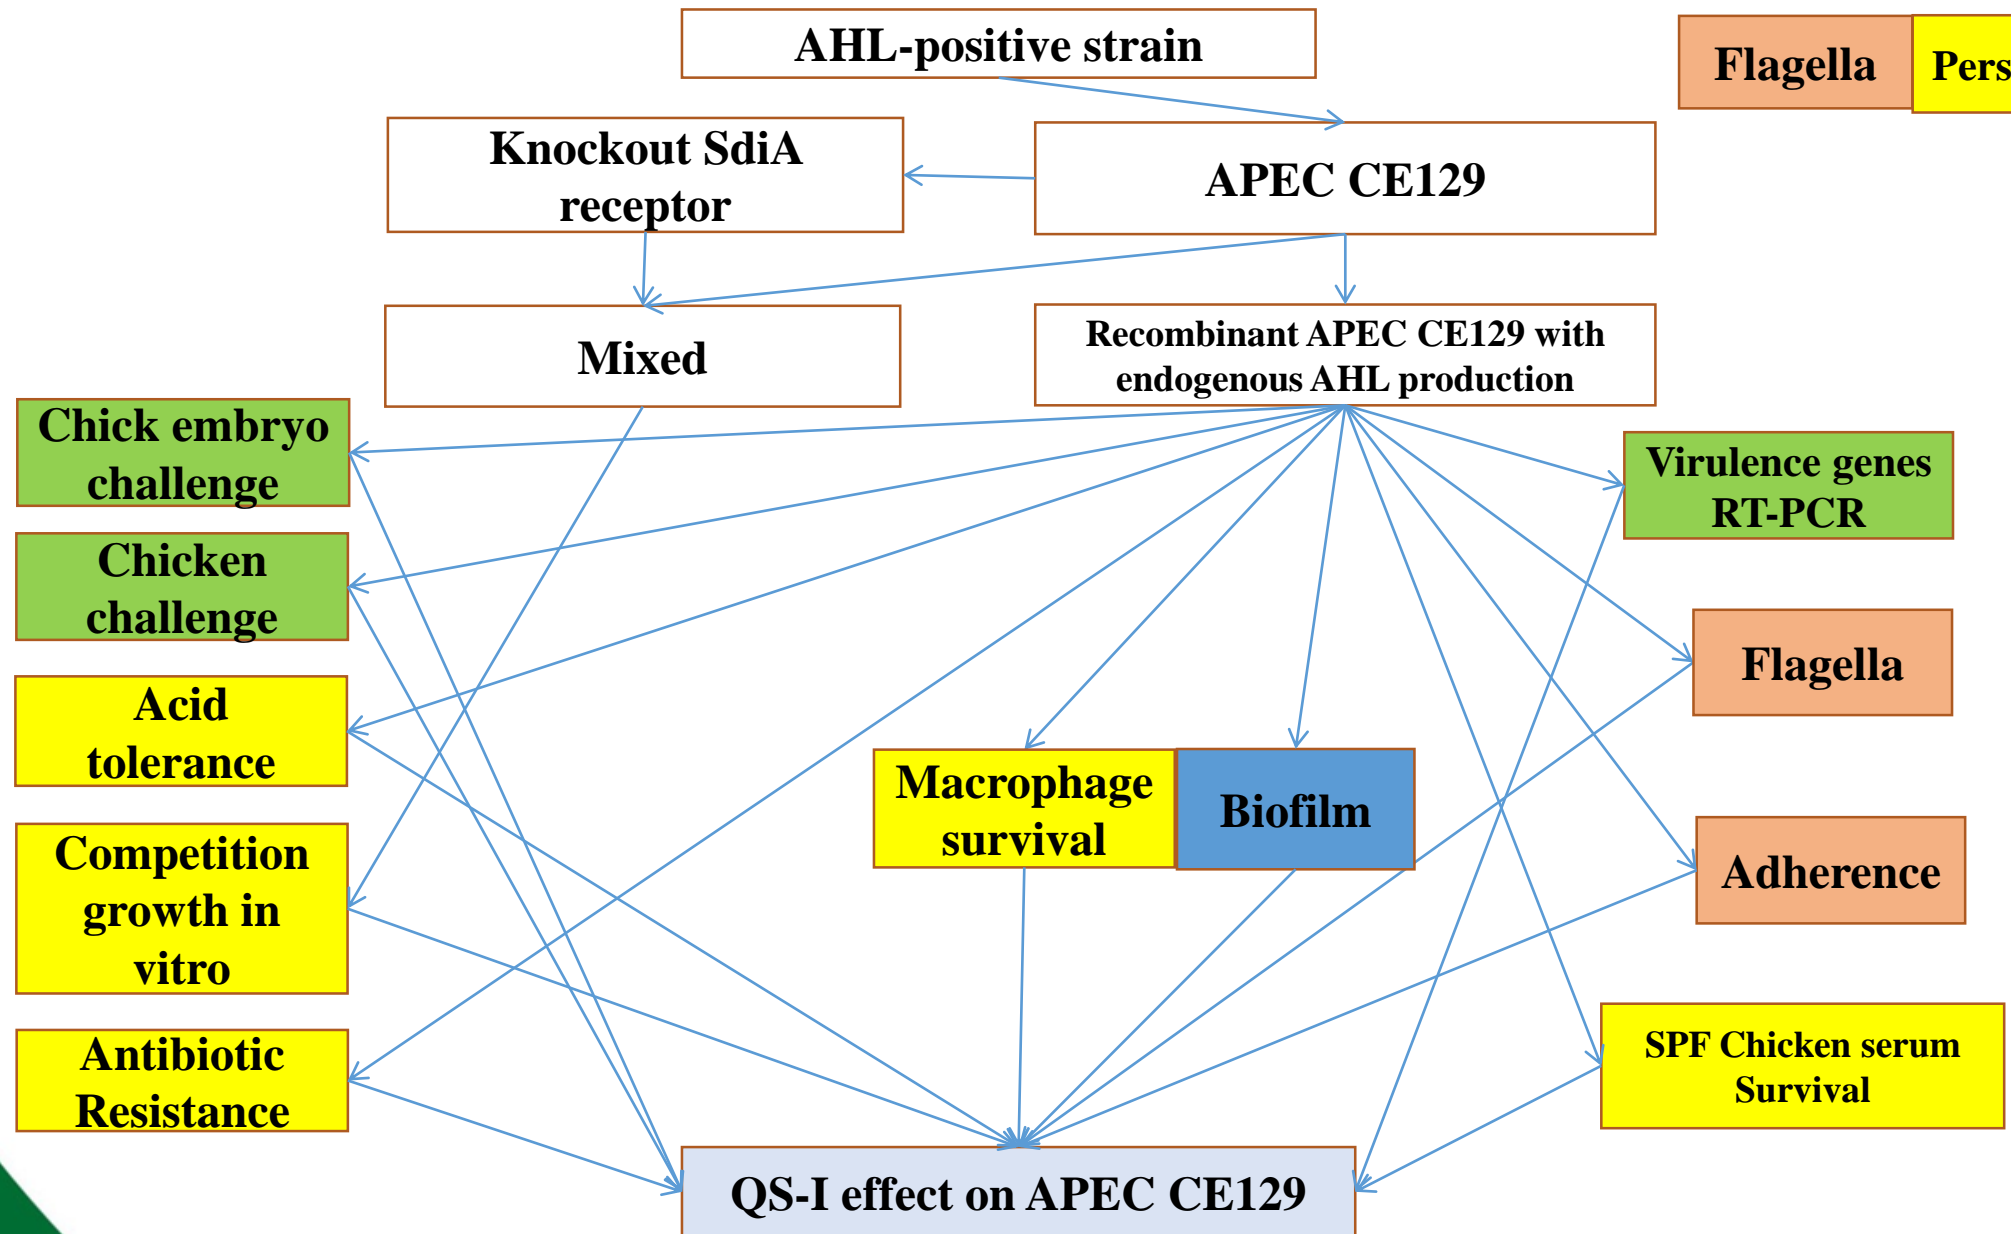 AHL-positive strain
Flagella
Pers
Knockout SdiA
receptor
APEC CE129
Mixed
Recombinant APEC CE129 with
endogenous AHL production
Chick embryo
challenge
Virulence genes
RT-PCR
Chicken
challenge
Flagella
Acid
tolerance
Macrophage
survival
Biofilm
Competition
growth in
vitro
Adherence
Antibiotic
Resistance
SPF Chicken serum
Survival
QS-I effect on APEC CE129